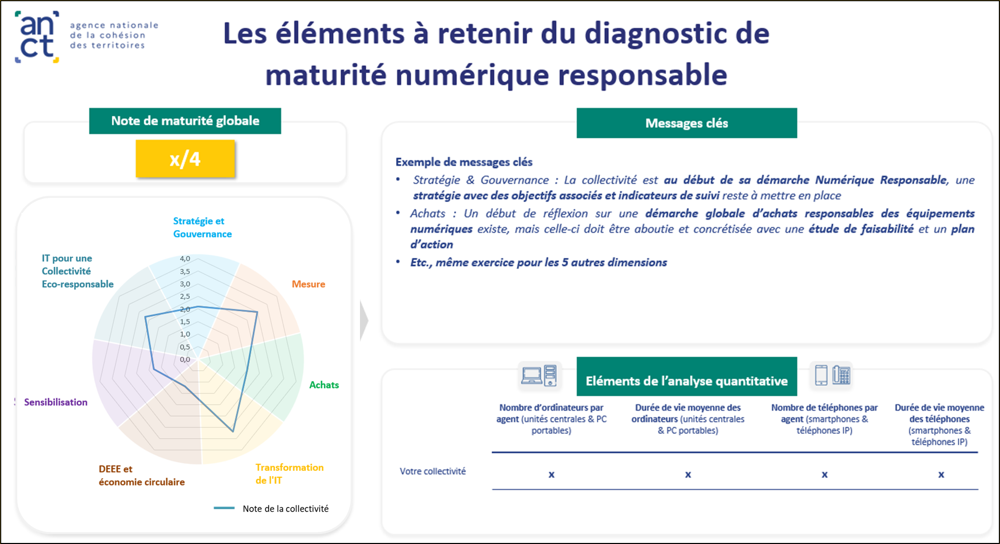 an
ct
agence nationale
de la cohésion
des territoires
Les éléments à retenir du diagnostic de
maturité numérique responsable
Note de maturité globale
x/4
Stratégie et
Gouvernance
IT pour une
Collectivité
Eco-responsable
Mesure
4,0
3,5
3,0
2,5
2,0
1,5
1,0
0,5
0,0
Achats
Sensibilisation
DEEE et
économie circulaire
Transformation
de l'IT
Note de la collectivité
Messages clés
Exemple de messages clés
• Stratégie & Gouvernance : La collectivité est au début de sa démarche Numérique Responsable, une
stratégie avec des objectifs associés et indicateurs de suivi reste à mettre en place
• Achats : Un début de réflexion sur une démarche globale d’achats responsables des équipements
numériques existe, mais celle-ci doit être aboutie et concrétisée avec une étude de faisabilité et un plan
d’action
• Etc., même exercice pour les 5 autres dimensions
Eléments de l’analyse quantitative
Nombre d’ordinateurs par
agent (unités centrales & PC
portables)
Durée de vie moyenne des
ordinateurs (unités centrales
& PC portables)
Nombre de téléphones par
agent (smartphones &
téléphones IP)
Durée de vie moyenne
des téléphones
(smartphones &
téléphones IP)
Votre collectivité
x
x
x
x